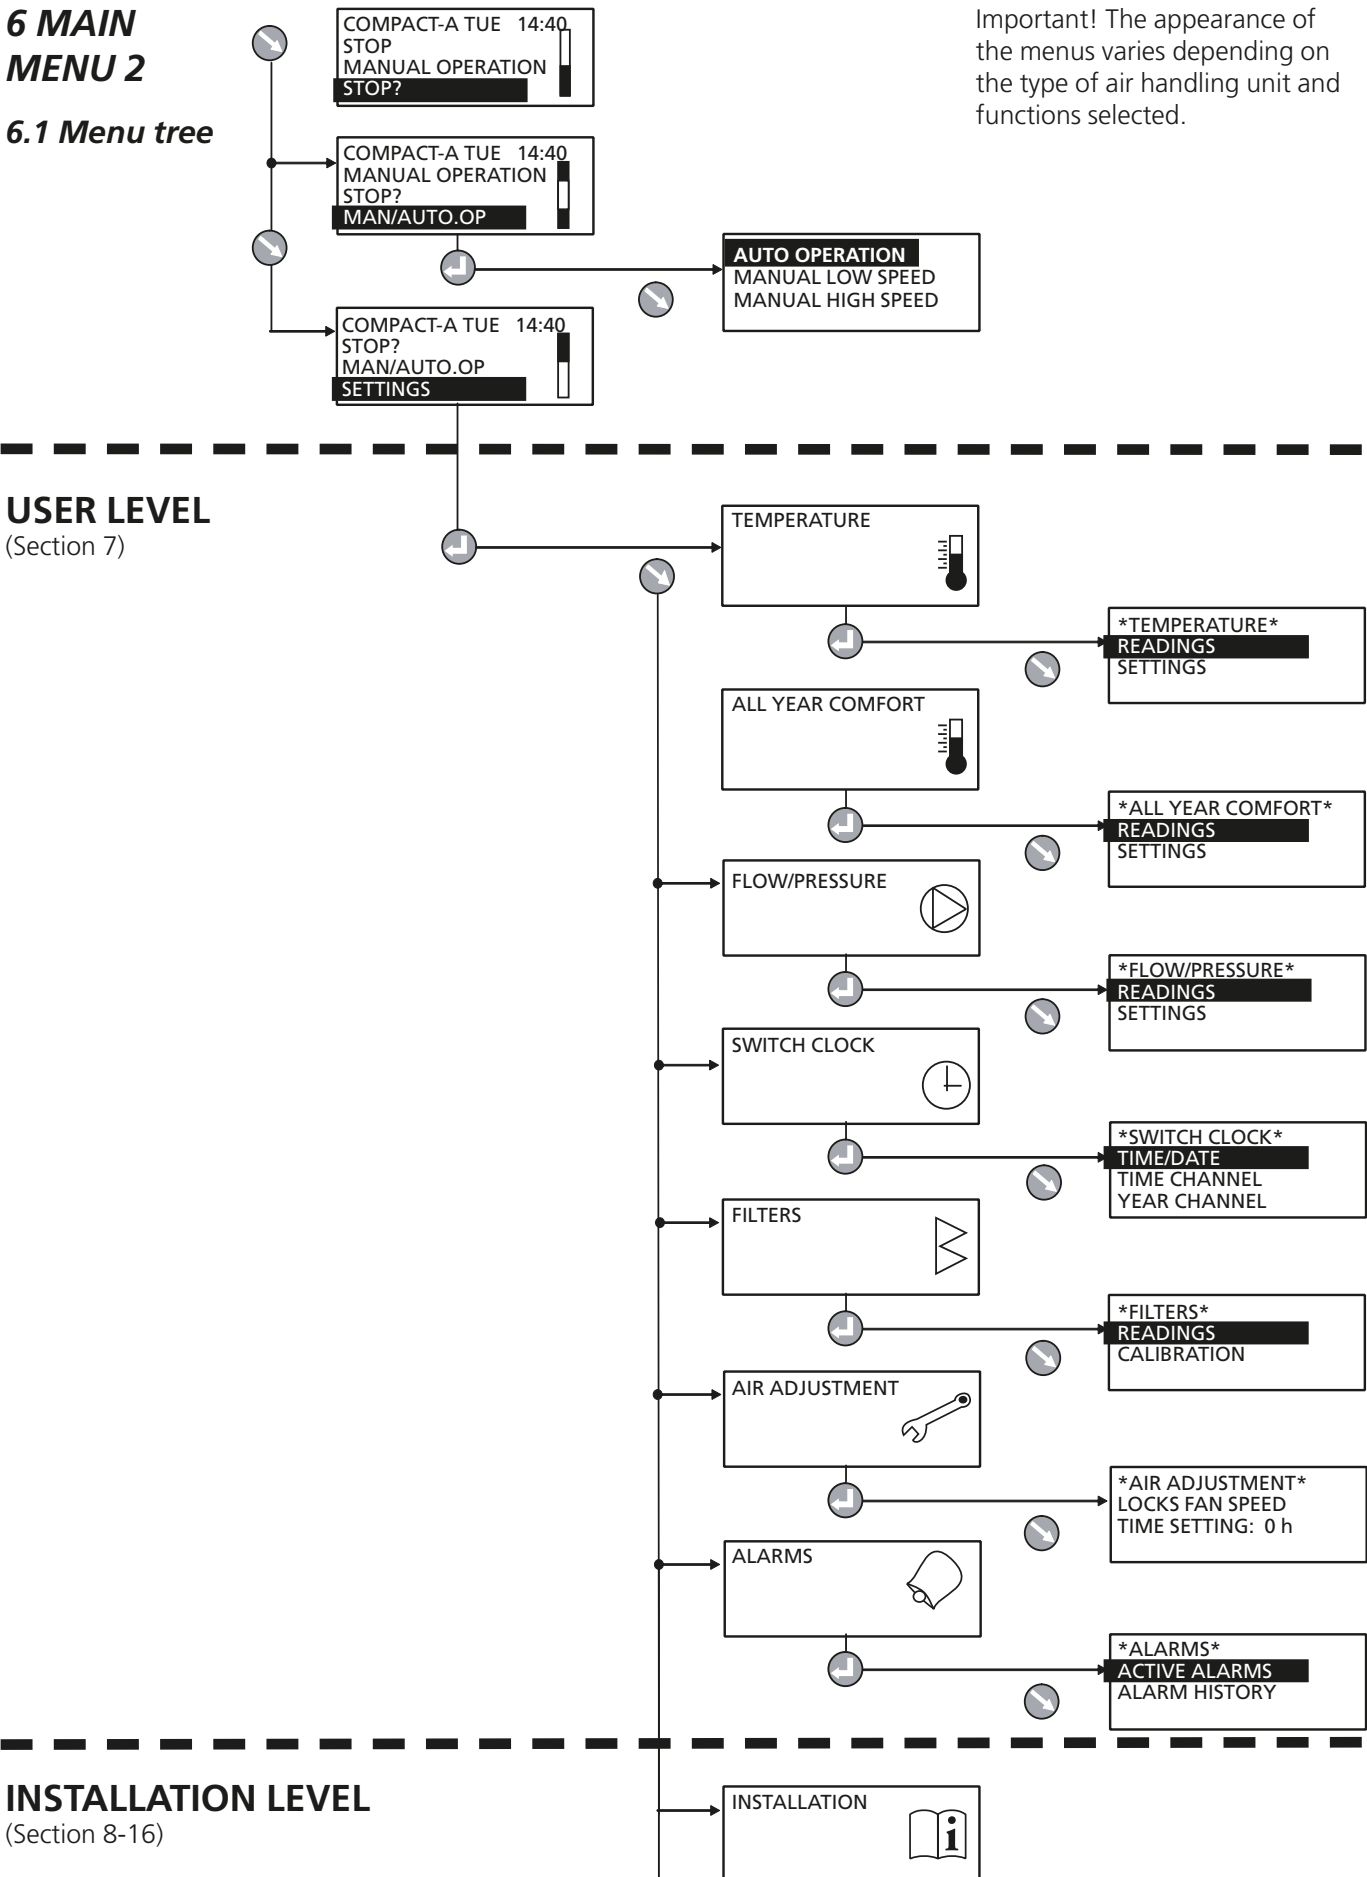 6 MAIN
MENU 2
6.1 Menu tree
COMPACT-A TUE 14:40
STOP
MANUAL OPERATION
STOP?
Important! The appearance of
the menus varies depending on
the type of air handling unit and
functions selected.
COMPACT-A TUE 14:40
MANUAL OPERATION
STOP?
MAN/AUTO.OP
AUTO OPERATION
MANUAL LOW SPEED
MANUAL HIGH SPEED
COMPACT-A TUE 14:40
STOP?
MAN/AUTO.OP
SETTINGS
USER LEVEL
(Section 7)
TEMPERATURE
*TEMPERATURE*
READINGS
SETTINGS
ALL YEAR COMFORT
*ALL YEAR COMFORT*
READINGS
SETTINGS
FLOW/PRESSURE
*FLOW/PRESSURE*
READINGS
SETTINGS
SWITCH CLOCK
*SWITCH CLOCK*
TIME/DATE
TIME CHANNEL
YEAR CHANNEL
FILTERS
*FILTERS*
READINGS
CALIBRATION
AIR ADJUSTMENT
*AIR ADJUSTMENT*
LOCKS FAN SPEED
TIME SETTING: 0 h
ALARMS
*ALARMS*
ACTIVE ALARMS
ALARM HISTORY
INSTALLATION LEVEL
(Section 8-16)
INSTALLATION
i